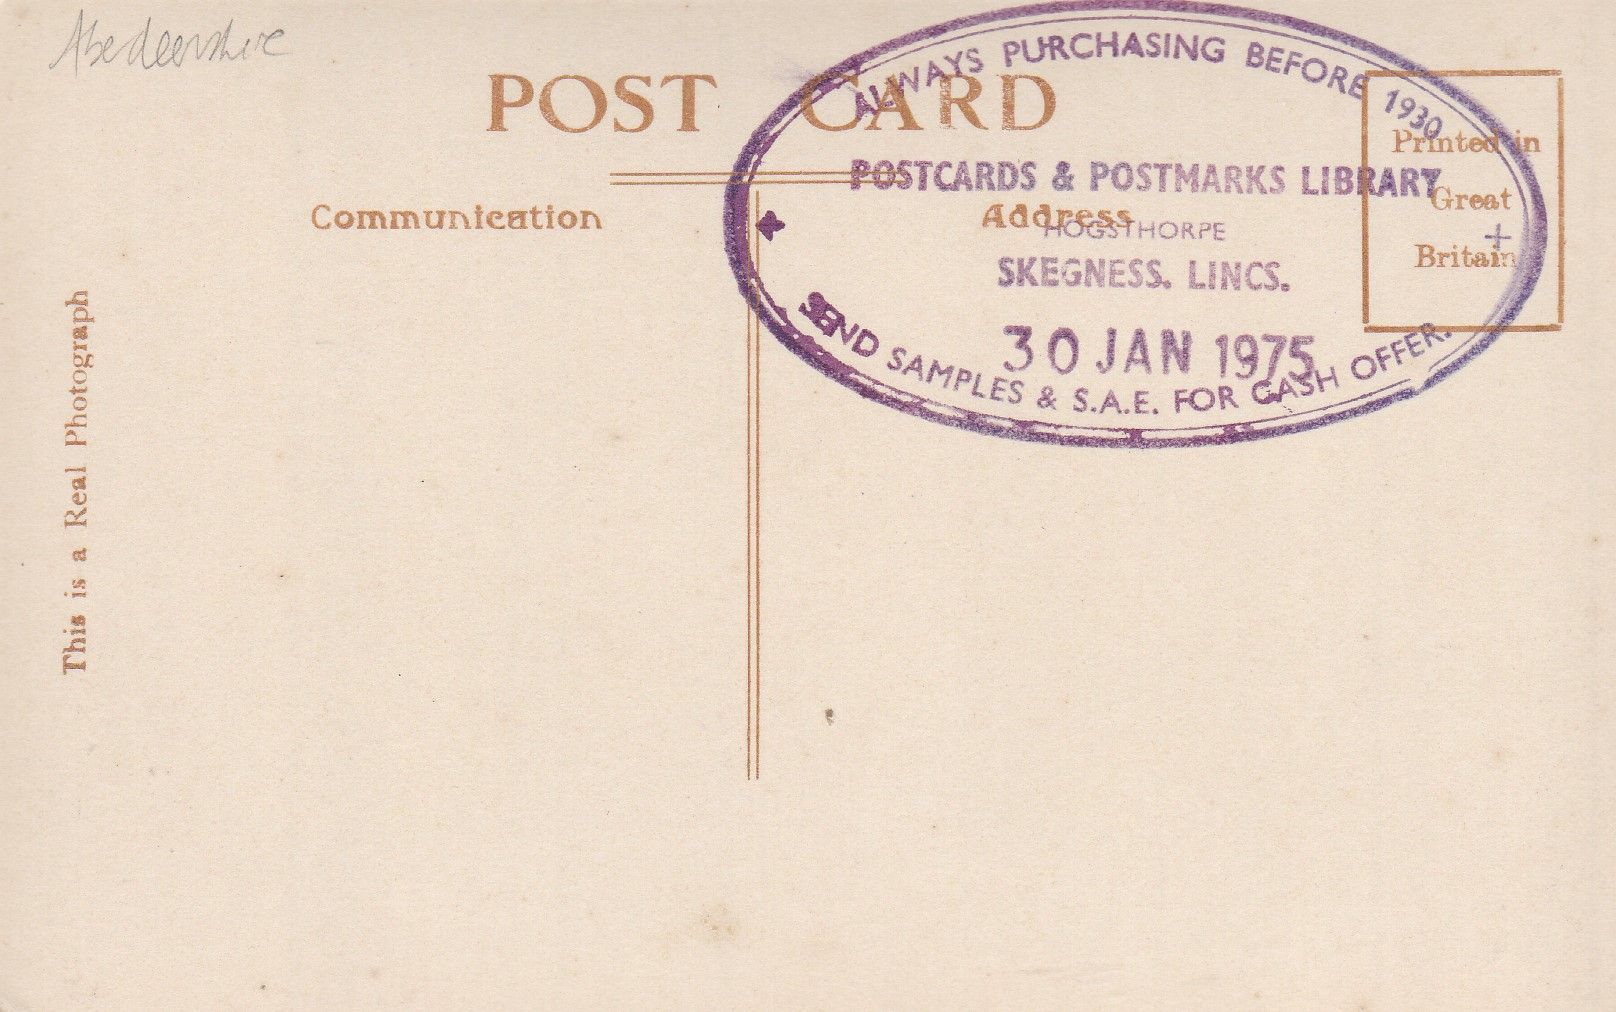 Aberdeenshire
POST CARD
Communication
Address
Printed in
Great
Britain
This is a Real Photograph
ALWAYS PURCHASING BEFORE 1930
POSTCARDS & POSTMARKS LIBRARY
HOGSTHORPE
SKEGNESS. LINCS.
30 JAN 1975
SEND SAMPLES & S.A.E. FOR CASH OFFER.